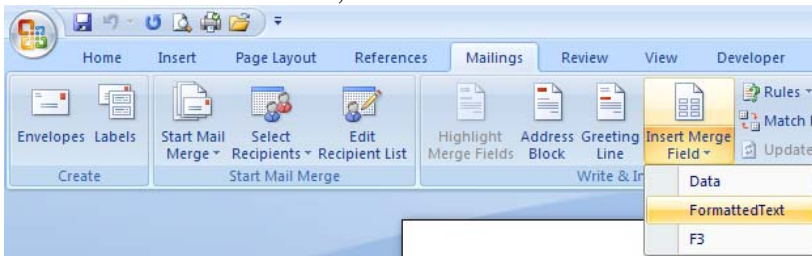 Home Insert Page Layout References Mailings Review View Developer
Envelopes Labels Start Mail Merge Select Recipients Edit Recipient List Highlight Merge Fields Address Block Greeting Line Insert Merge Field Rules
Match
Update
Create Start Mail Merge Write &
Data
FormattedText
F3